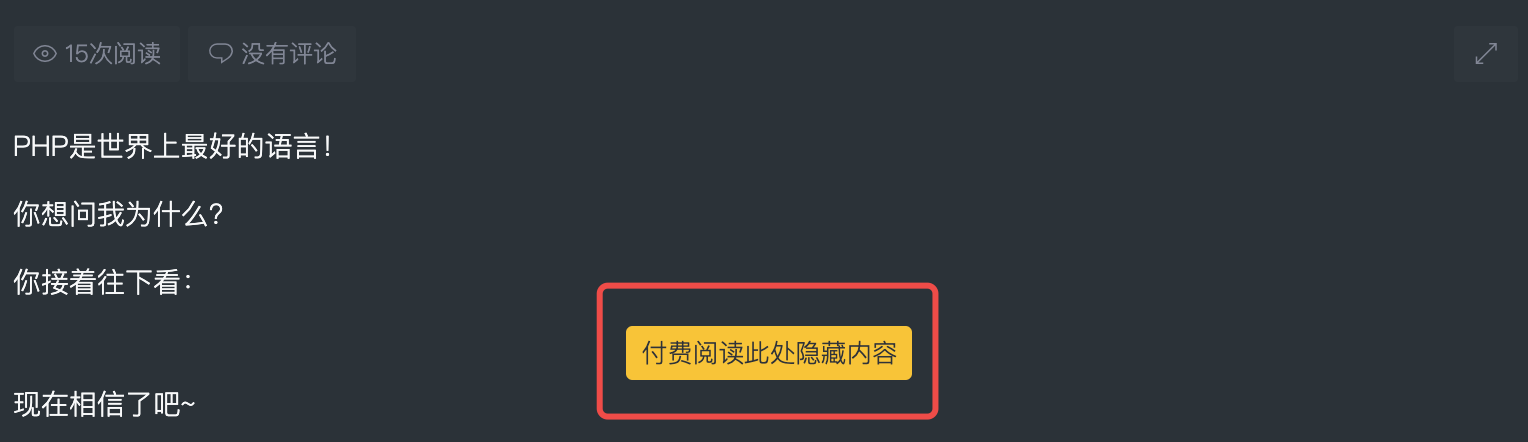 15次阅读 没有评论
PHP是世界上最好的语言！
你想问我为什么？
你接着往下看：
付费阅读此处隐藏内容
现在相信了吧~